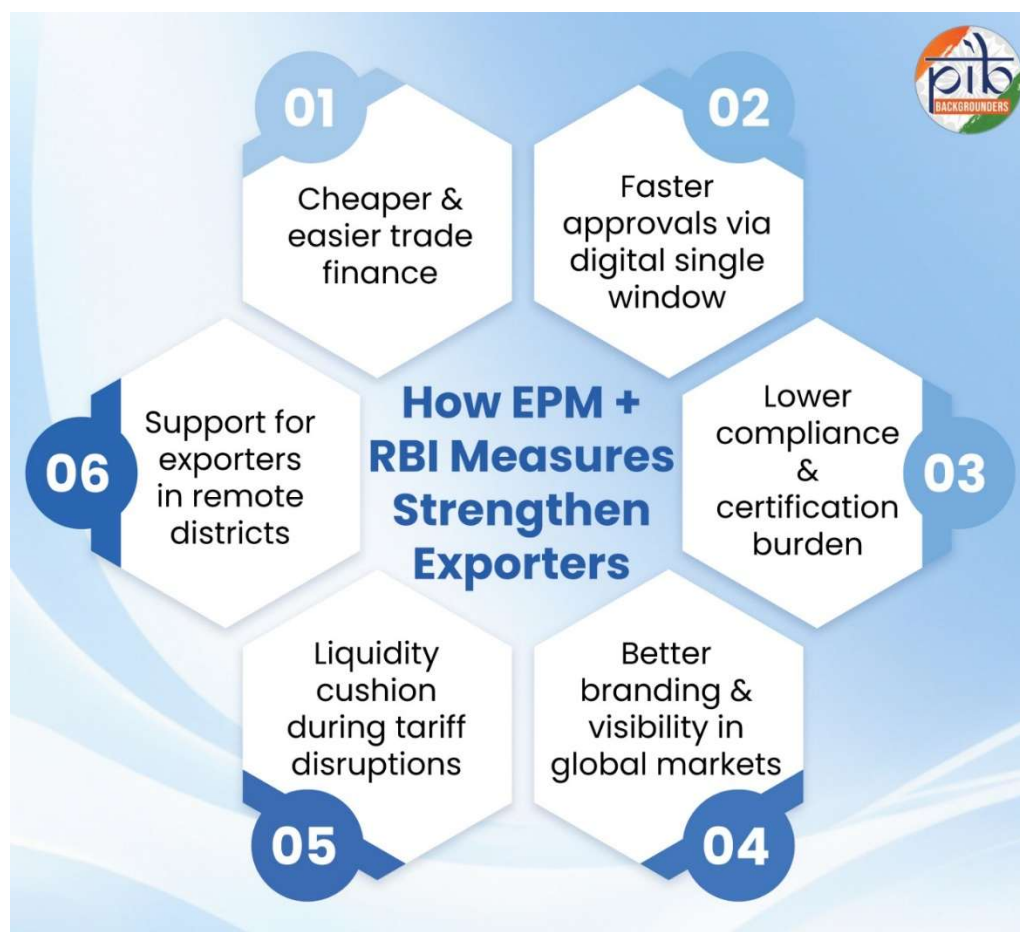 pib
BACKGROUNDERS
01
Cheaper &
easier trade
finance
02
Faster
approvals via
digital single
window
How EPM +
RBI Measures
Strengthen
Exporters
03
Lower
compliance
&
certification
burden
04
Better
branding &
visibility in
global markets
05
Liquidity
cushion
during tariff
disruptions
06
Support for
exporters
in remote
districts